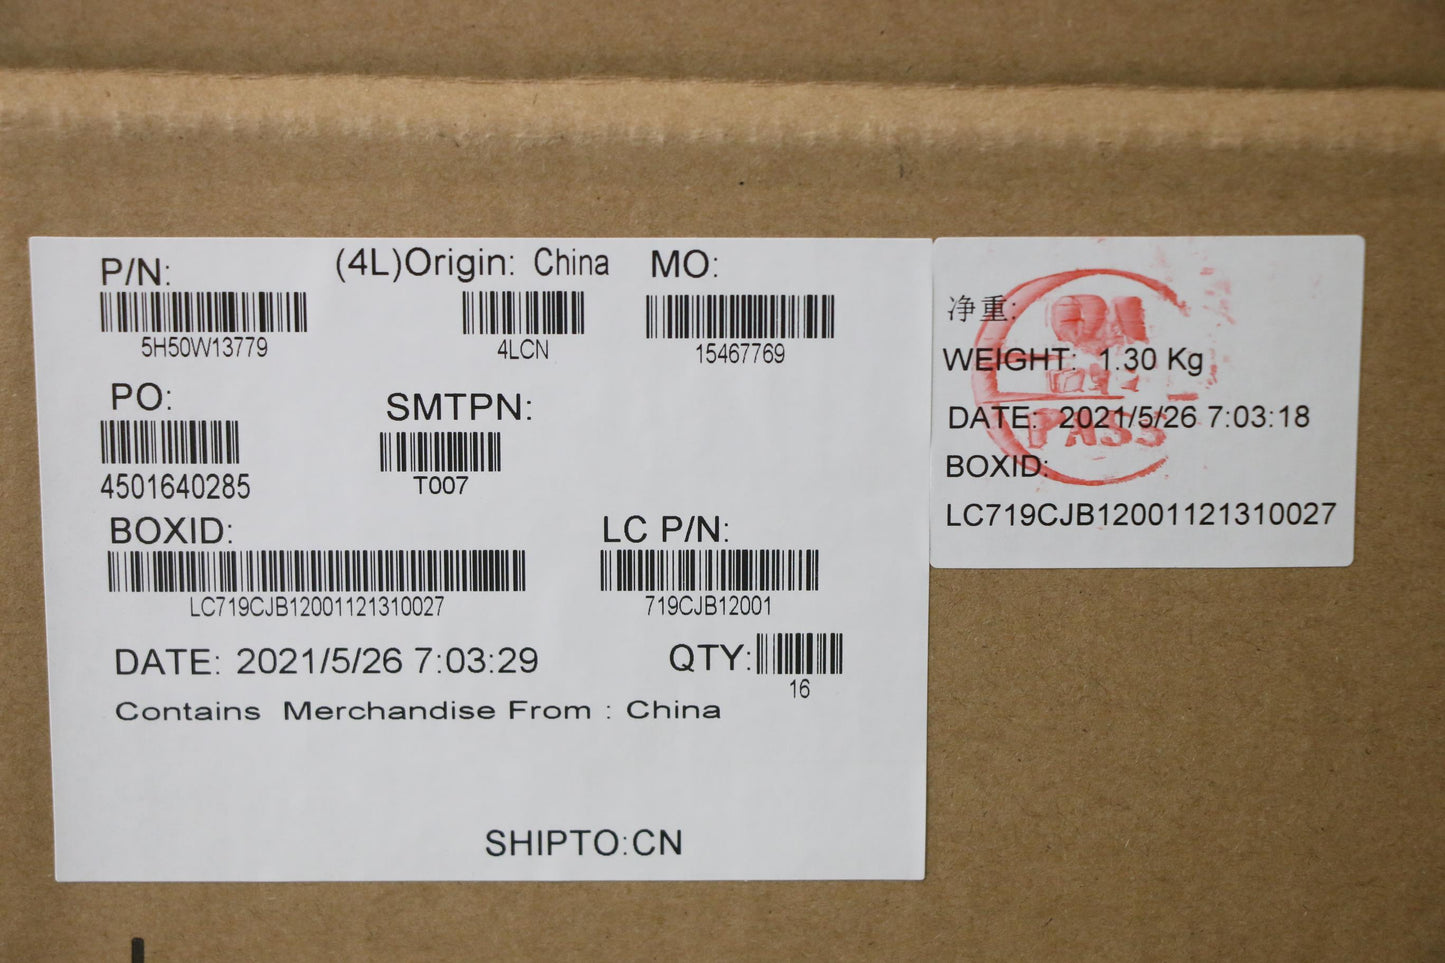 P/N:
5H50W13779
(4L)Origin: China
4LCN
MO:
15467769
PO:
4501640285
SMTPN:
T007
BOXID:
LC719CJB12001121310027
LC P/N:
719CJB12001
DATE: 2021/5/26 7:03:29
QTY:
16
Contains Merchandise From : China
SHIPTO:CN
净重:
WEIGHT: 1.30 Kg
DATE: 2021/5/26 7:03:18
BOXID:
LC719CJB12001121310027
PASS